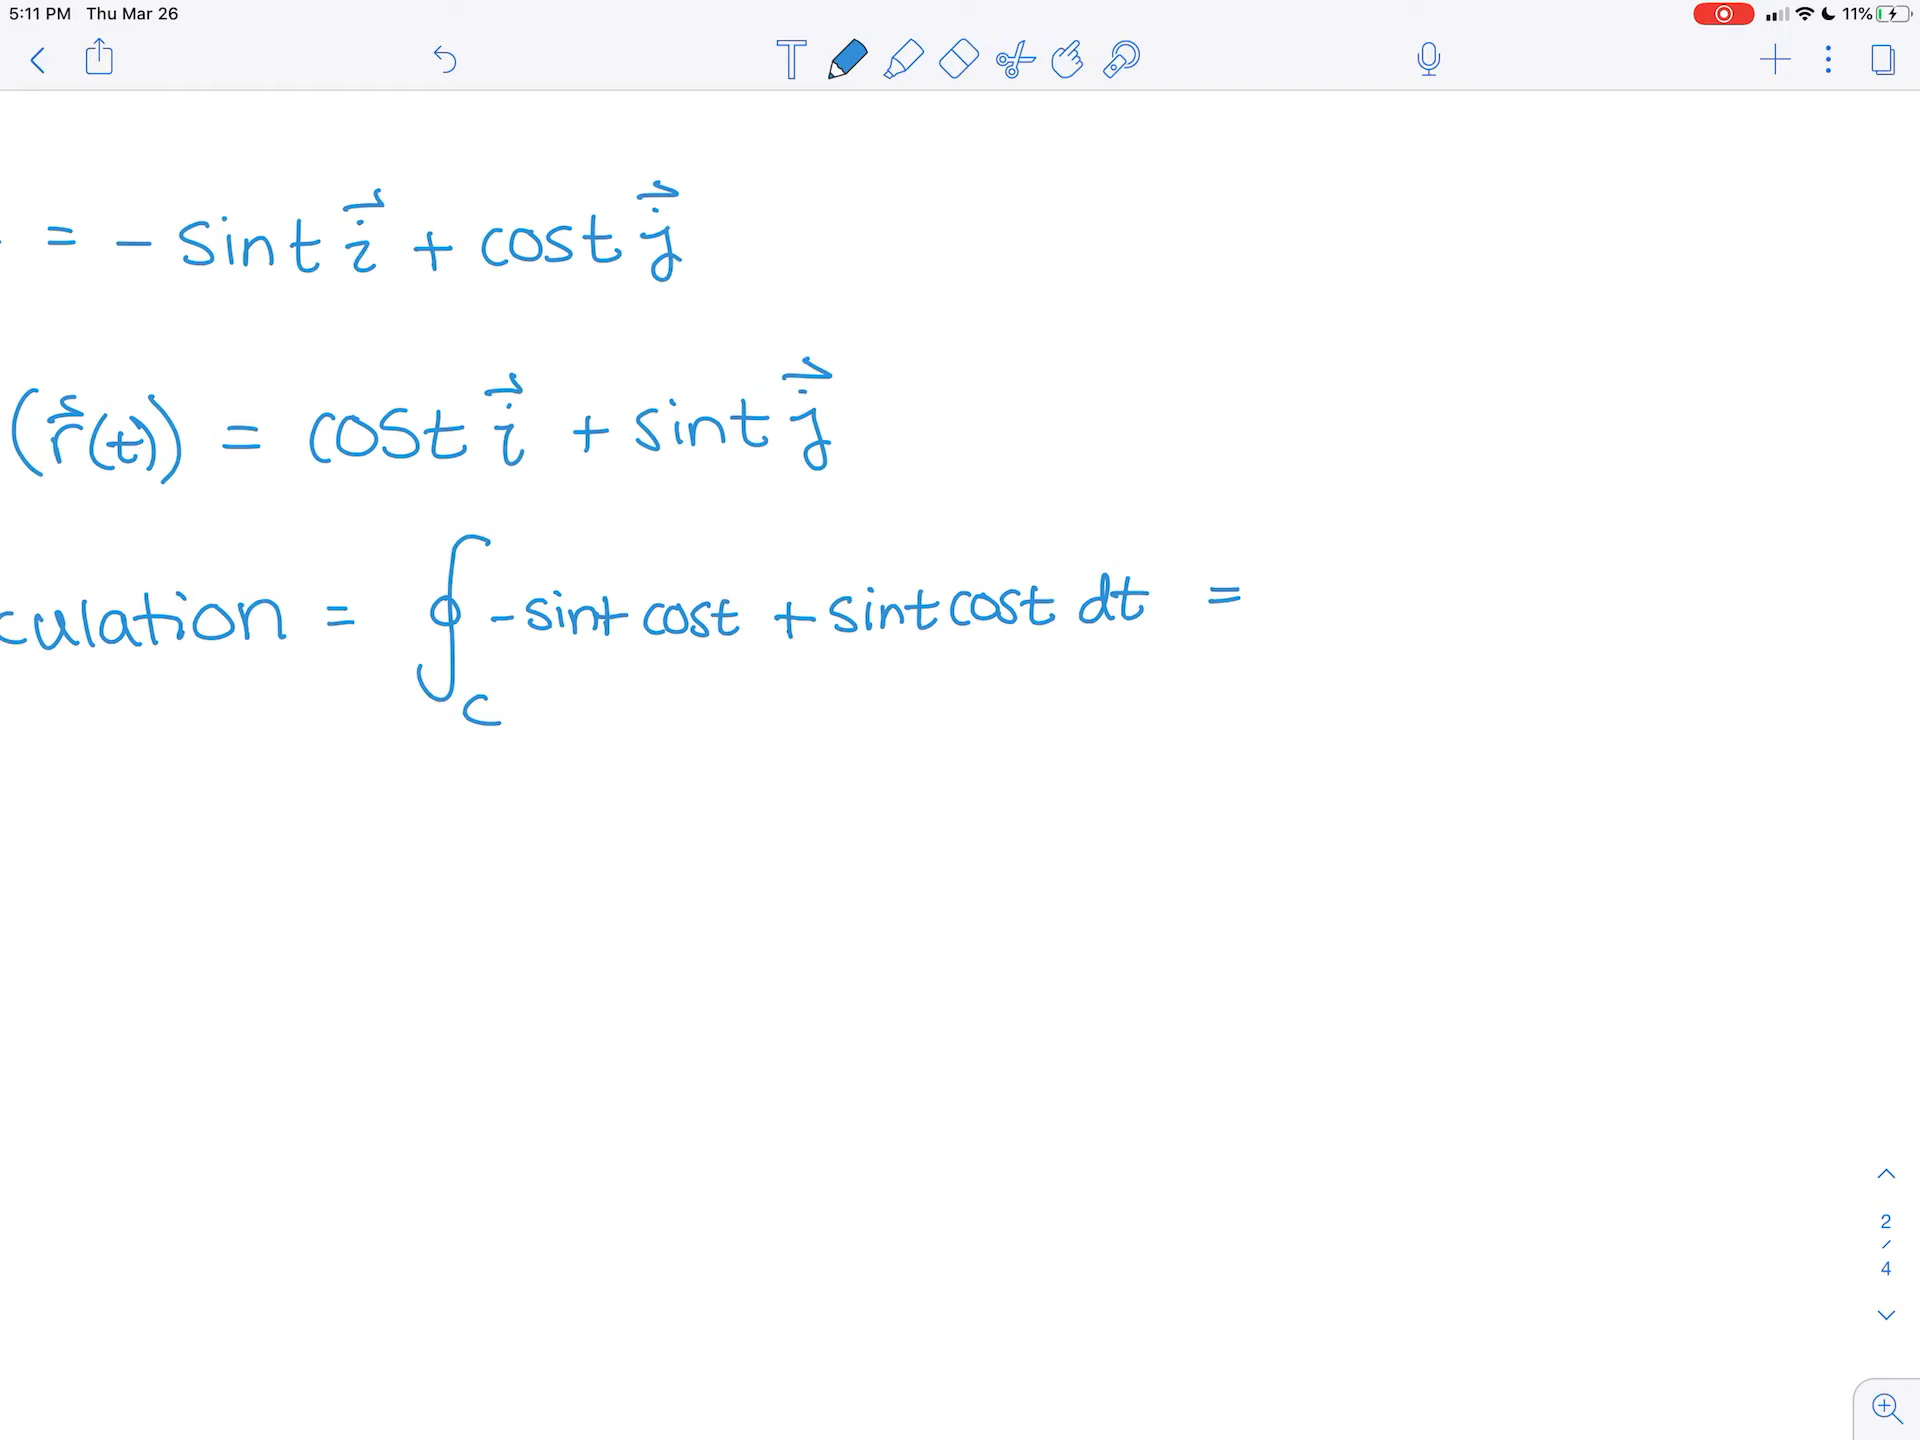 5:11 PM Thu Mar 26 11%
T
= - sint i⃗ + cost j⃗
(r⃗(t)) = cost i⃗ + sint j⃗
culation = ∮_C -sint cost + sint cost dt =
2
/
4